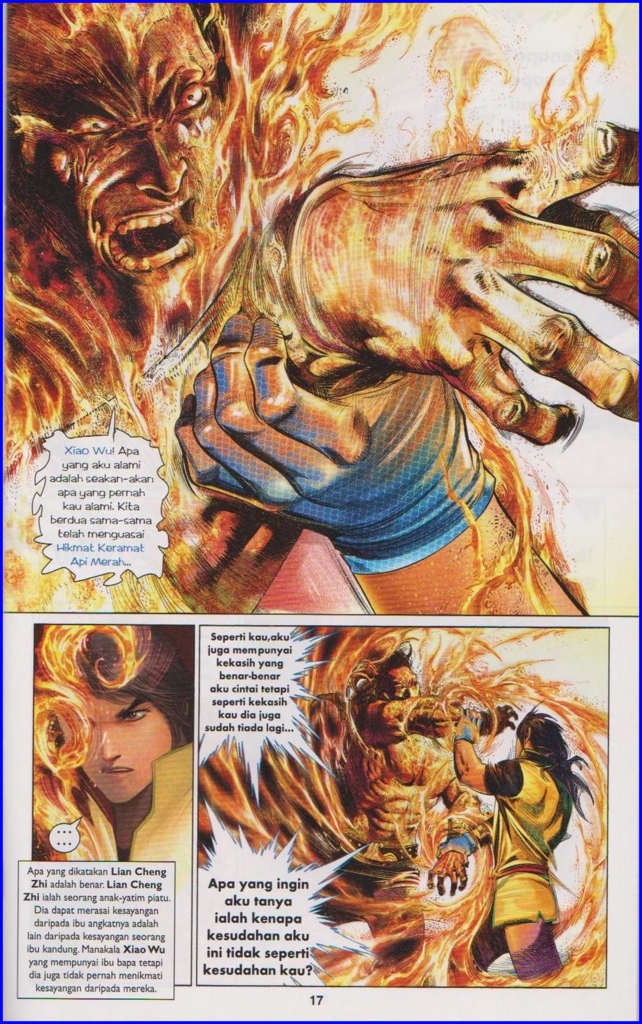 Xiao Wu! Apa
yang aku alami
adalah seakan-akan
apa yang pernah
kau alami. Kita
berdua sama-sama
telah menguasai
Hikmat Keramat
Api Merah...
Seperti kau,aku
juga mempunyai
kekasih yang
benar-benar
aku cintai tetapi
seperti kekasih
kau dia juga
sudah tiada lagi...
...
...
Apa yang dikatakan Lian Cheng
Zhi adalah benar. Lian Cheng
Zhi ialah seorang anak-yatim piatu.
Dia dapat merasai kesayangan
daripada ibu angkatnya adalah
lain daripada kesayangan seorang
ibu kandung. Manakala Xiao Wu
yang mempunyai ibu bapa tetapi
dia juga tidak pernah menikmati
kesayangan daripada mereka.
Apa yang ingin
aku tanya
ialah kenapa
kesudahan aku
ini tidak seperti
kesudahan kau?
17